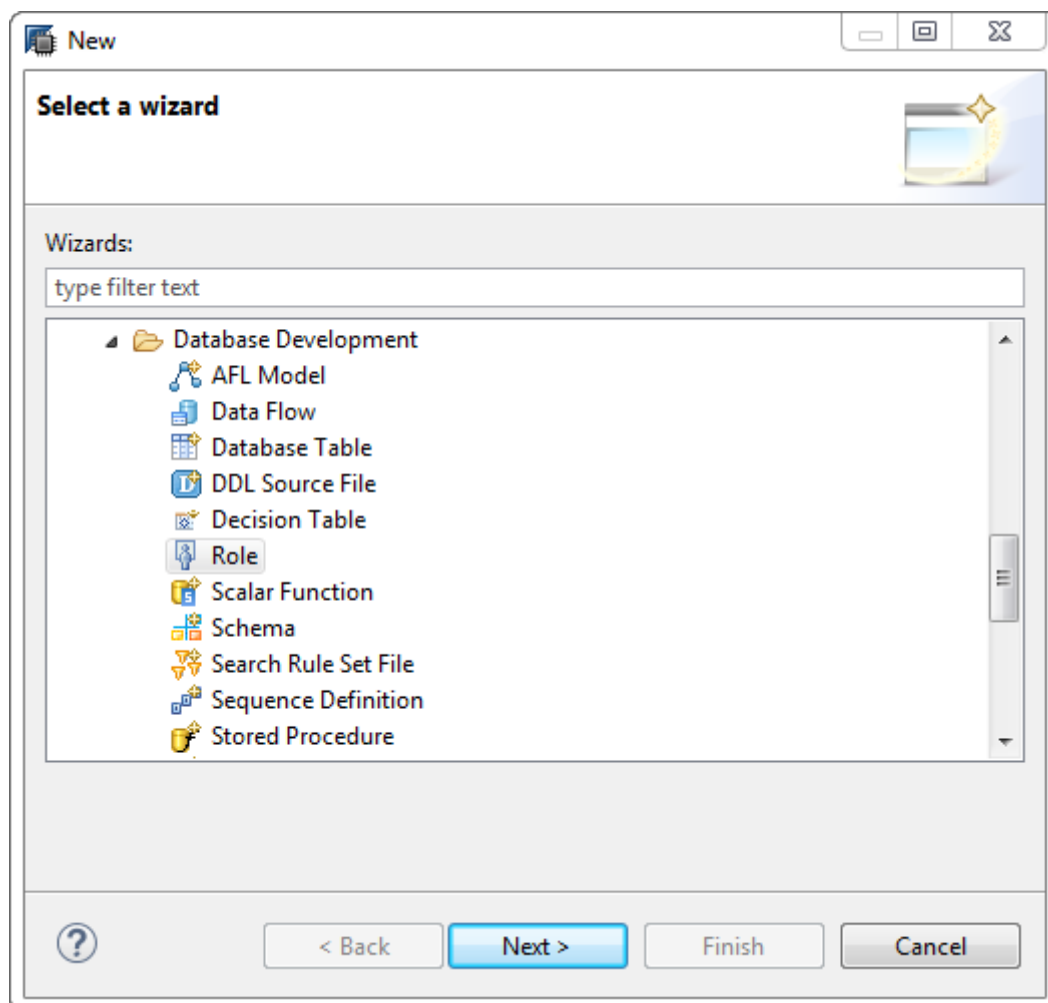 New
Select a wizard
Wizards:
type filter text
Database Development
AFL Model
Data Flow
Database Table
DDL Source File
Decision Table
Role
Scalar Function
Schema
Search Rule Set File
Sequence Definition
Stored Procedure
< Back Next > Finish Cancel